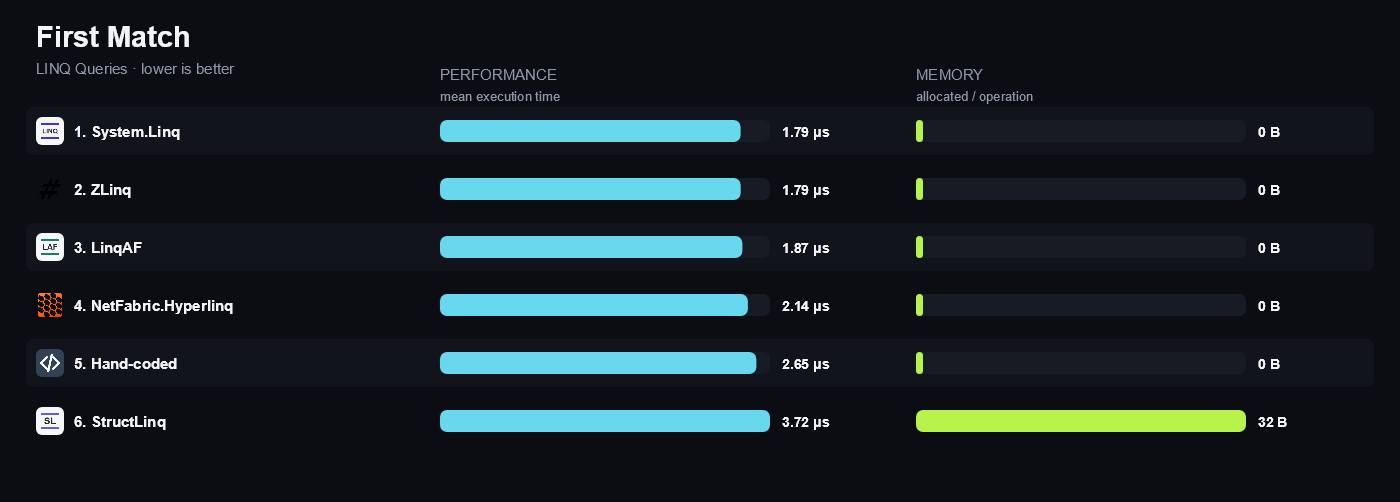 First Match
LINQ Queries · lower is better
PERFORMANCE
mean execution time
MEMORY
allocated / operation
LINQ 1. System.Linq 1.79 µs 0 B
# 2. ZLinq 1.79 µs 0 B
LAF 3. LinqAF 1.87 µs 0 B
4. NetFabric.Hyperlinq 2.14 µs 0 B
</> 5. Hand-coded 2.65 µs 0 B
SL 6. StructLinq 3.72 µs 32 B